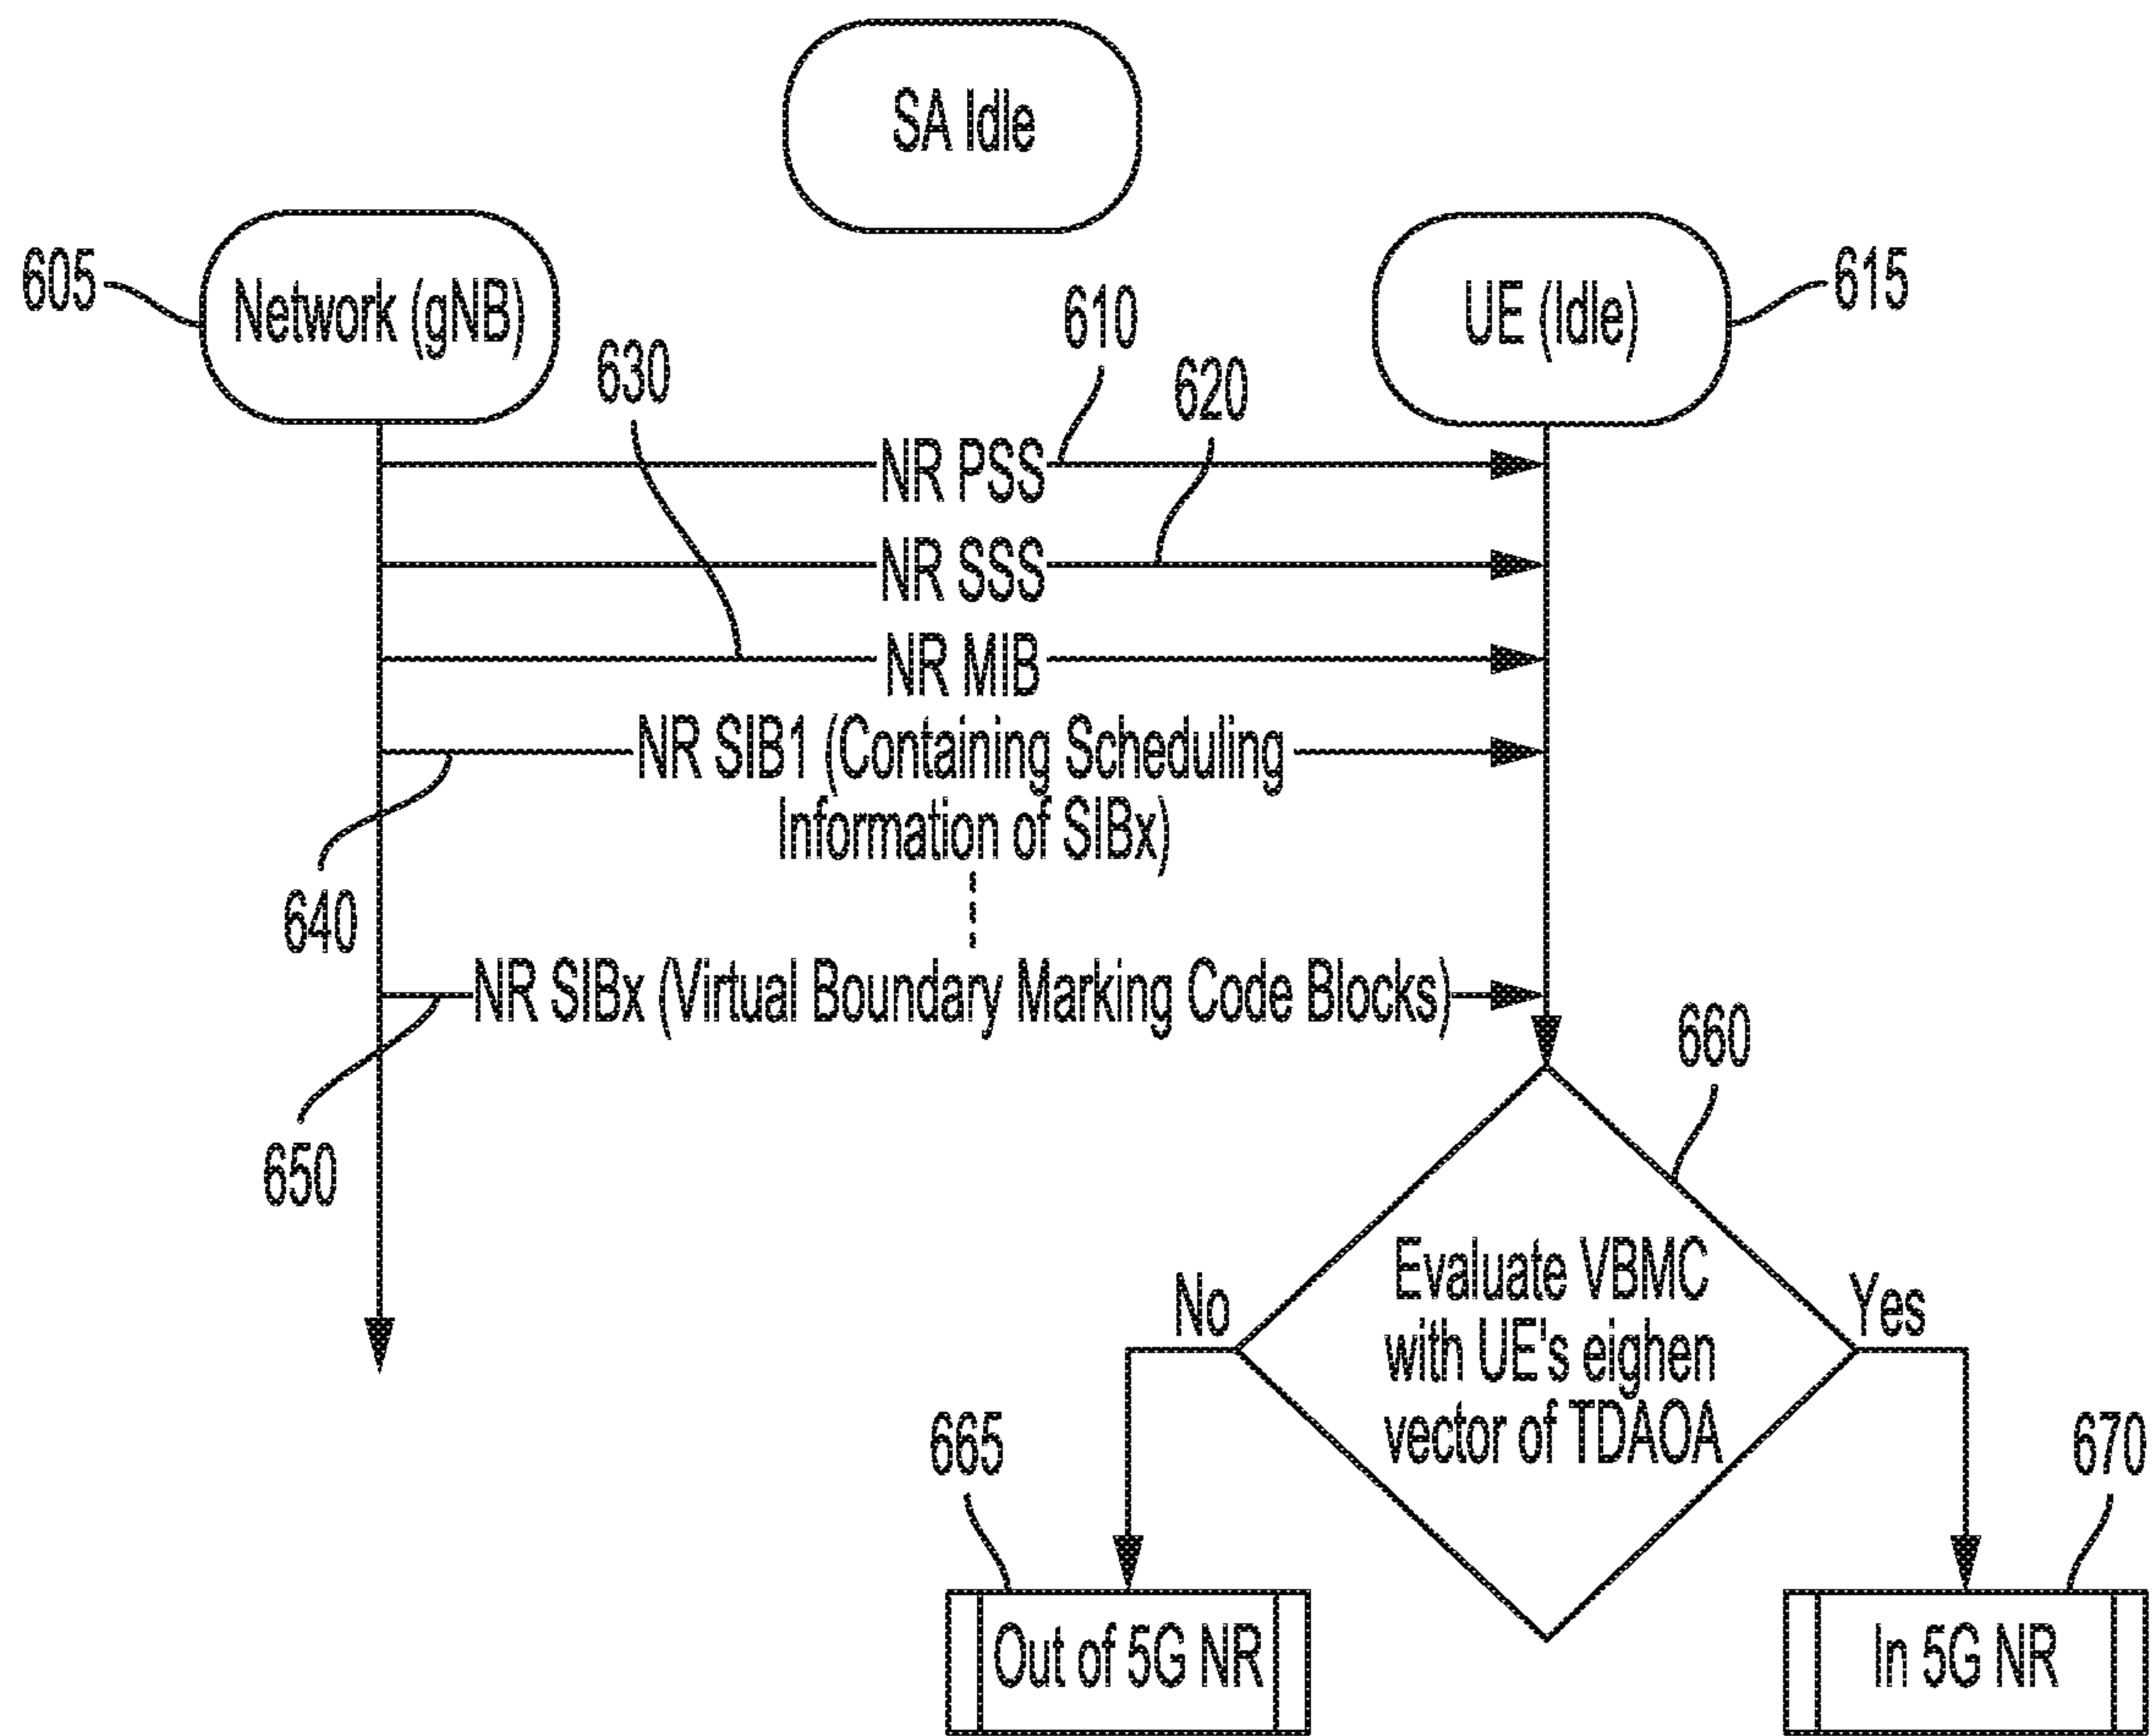 SA Idle
605
Network (gNB)
UE (Idle)
615
610
630
620
NR PSS
NR SSS
NR MIB
NR SIB1 (Containing Scheduling
Information of SIBx)
640
NR SIBx (Virtual Boundary Marking Code Blocks)
650
660
Evaluate VBMC
with UE's eighen
vector of TDAOA
No
Yes
665
670
Out of 5G NR
In 5G NR